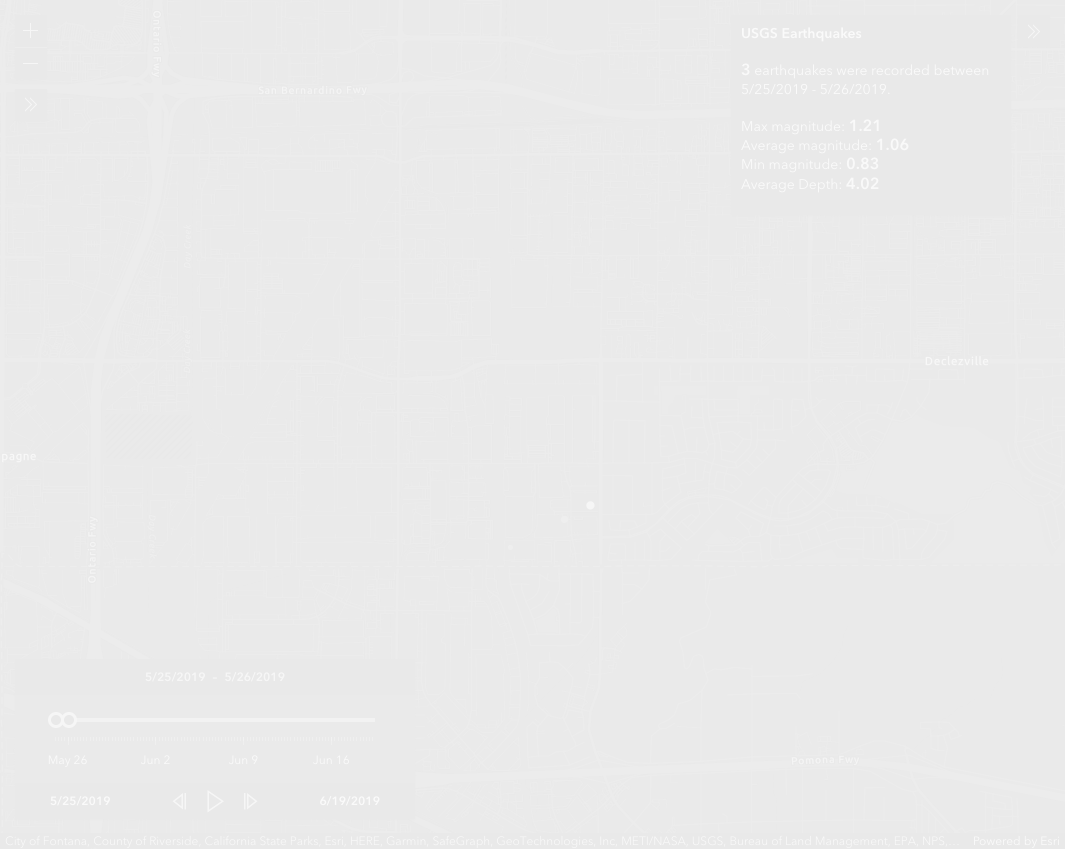 Ontario Fwy
San Bernardino Fwy
USGS Earthquakes
3 earthquakes were recorded between
5/25/2019 - 5/26/2019.
Max magnitude: 1.21
Average magnitude: 1.06
Min magnitude: 0.83
Average Depth: 4.02
Declezville
pagne
Ontario Fwy
5/25/2019 - 5/26/2019
May 26 Jun 2 Jun 9 Jun 16
Pomona Fwy
5/25/2019 6/19/2019
City of Fontana, County of Riverside, California State Parks, Esri, HERE, Garmin, SafeGraph, GeoTechnologies, Inc, METI/NASA, USGS, Bureau of Land Management, EPA, NPS... Powered by Esri